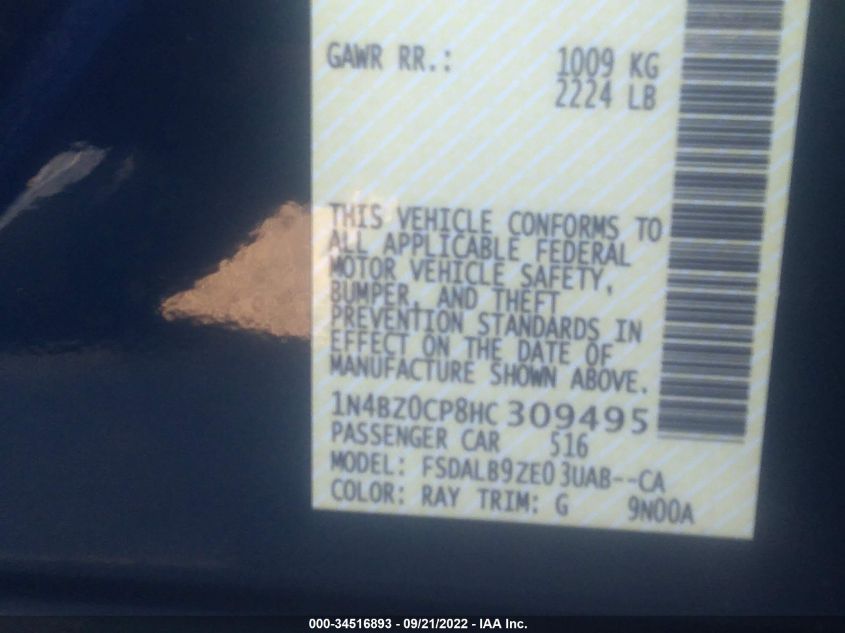 GAWR RR.: 1009 KG
2224 LB
THIS VEHICLE CONFORMS TO
ALL APPLICABLE FEDERAL
MOTOR VEHICLE SAFETY,
BUMPER, AND THEFT
PREVENTION STANDARDS IN
EFFECT ON THE DATE OF
MANUFACTURE SHOWN ABOVE.
1N4BZ0CP8HC 309495
PASSENGER CAR 516
MODEL: FSDALB9ZE03UAB--CA
COLOR: RAY TRIM: G 9N00A
000-34516893 - 09/21/2022 - IAA Inc.